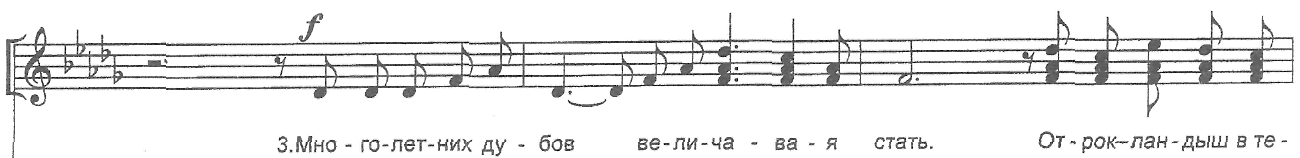 f
3.Мно - го-лет-них ду - бов ве-ли-ча - ва - я стать. От-рок–лан-дыш в те-